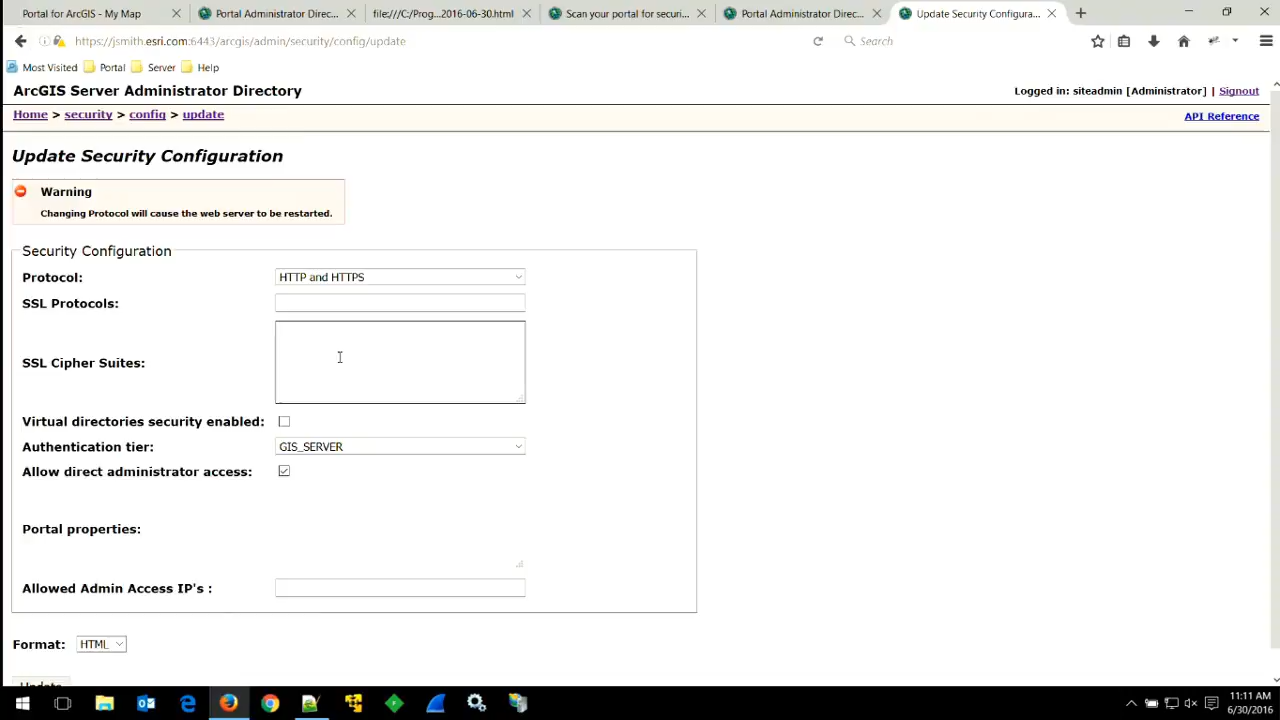 Portal for ArcGIS - My Map
Portal Administrator Direc...
file:///C:/Prog...2016-06-30.html
Scan your portal for securi...
Portal Administrator Direc...
Update Security Configura...
https://jsmith.esri.com:6443/arcgis/admin/security/config/update
Search
Most Visited
Portal
Server
Help
ArcGIS Server Administrator Directory
Logged in: siteadmin [Administrator] | Signout
Home > security > config > update
API Reference
Update Security Configuration
Warning
Changing Protocol will cause the web server to be restarted.
Security Configuration
Protocol:
HTTP and HTTPS
SSL Protocols:
SSL Cipher Suites:
Virtual directories security enabled:
Authentication tier:
GIS_SERVER
Allow direct administrator access:
Portal properties:
Allowed Admin Access IP's :
Format:
HTML
Update
11:11 AM
6/30/2016